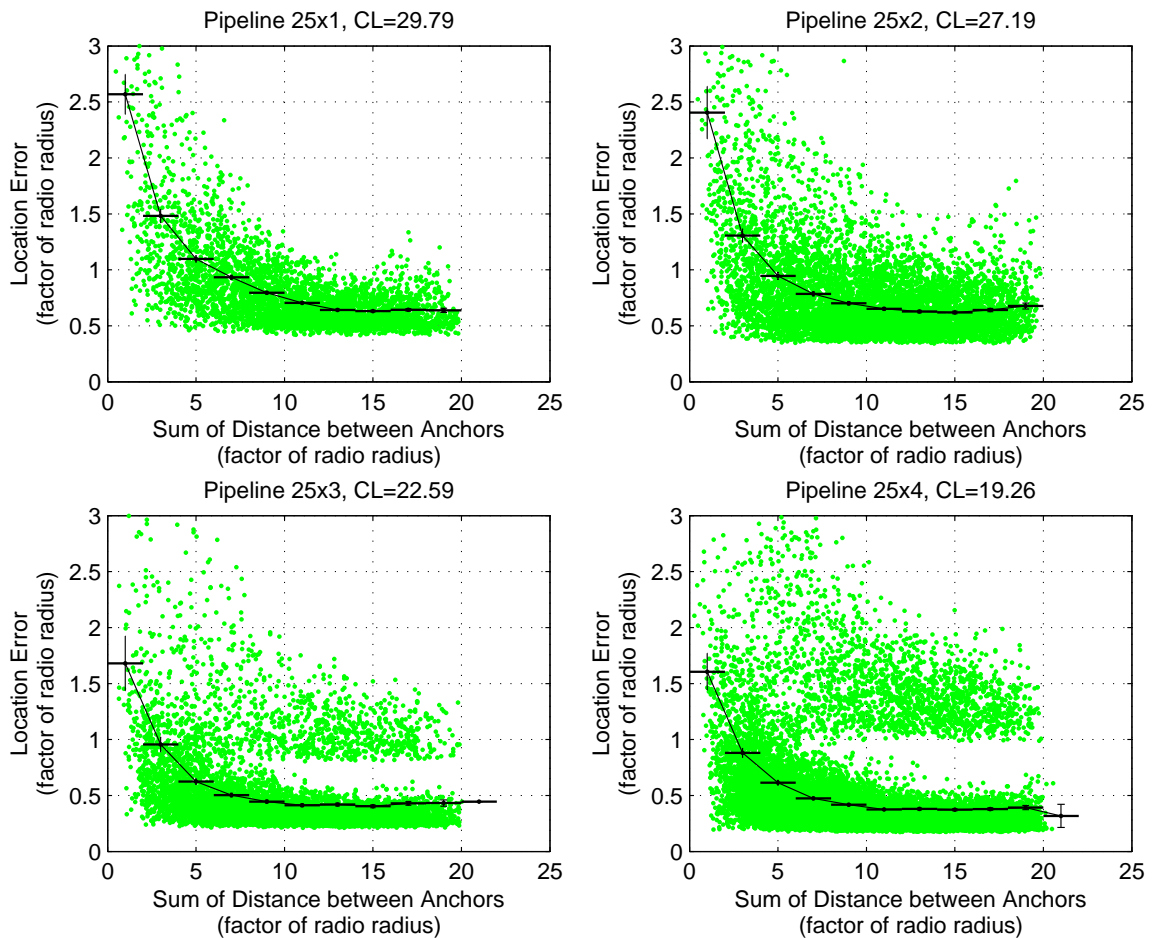 Pipeline 25x1, CL=29.79
3
2.5
2
1.5
1
0.5
0
Location Error
(factor of radio radius)
0 5 10 15 20 25
Sum of Distance between Anchors
(factor of radio radius)
Pipeline 25x2, CL=27.19
3
2.5
2
1.5
1
0.5
0
Location Error
(factor of radio radius)
0 5 10 15 20 25
Sum of Distance between Anchors
(factor of radio radius)
Pipeline 25x3, CL=22.59
3
2.5
2
1.5
1
0.5
0
Location Error
(factor of radio radius)
0 5 10 15 20 25
Sum of Distance between Anchors
(factor of radio radius)
Pipeline 25x4, CL=19.26
3
2.5
2
1.5
1
0.5
0
Location Error
(factor of radio radius)
0 5 10 15 20 25
Sum of Distance between Anchors
(factor of radio radius)